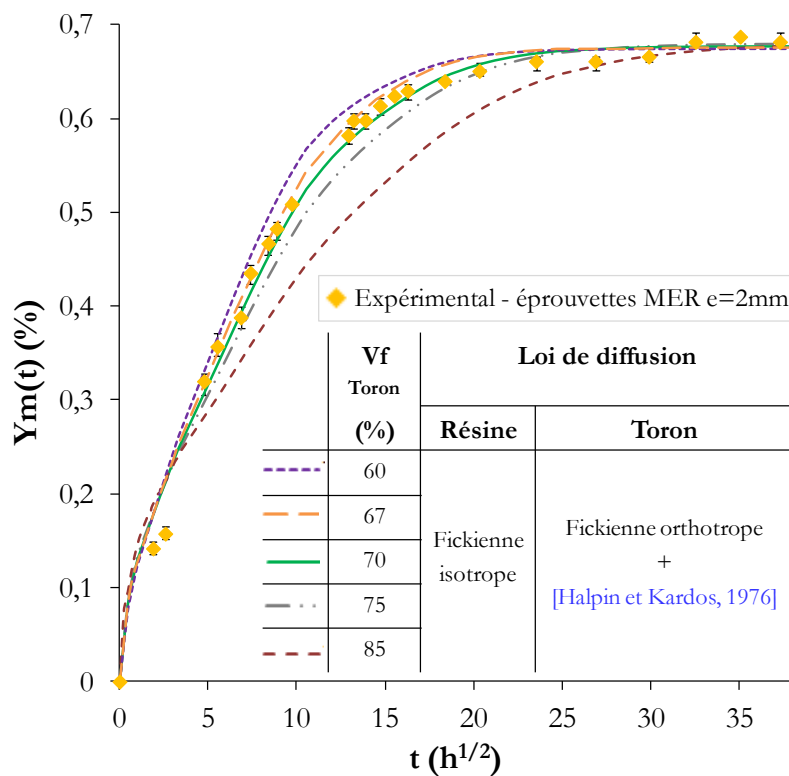 0,7
0,6
0,5
0,4
0,3
0,2
0,1
0
Ym(t) (%)
Expérimental - éprouvettes MER e=2mm
Vf
Toron
(%)
Loi de diffusion
Résine
Toron
60
67
70
75
85
Fickienne
isotrope
Fickienne orthotrope
+
[Halpin et Kardos, 1976]
0 5 10 15 20 25 30 35
t (h^{1/2})